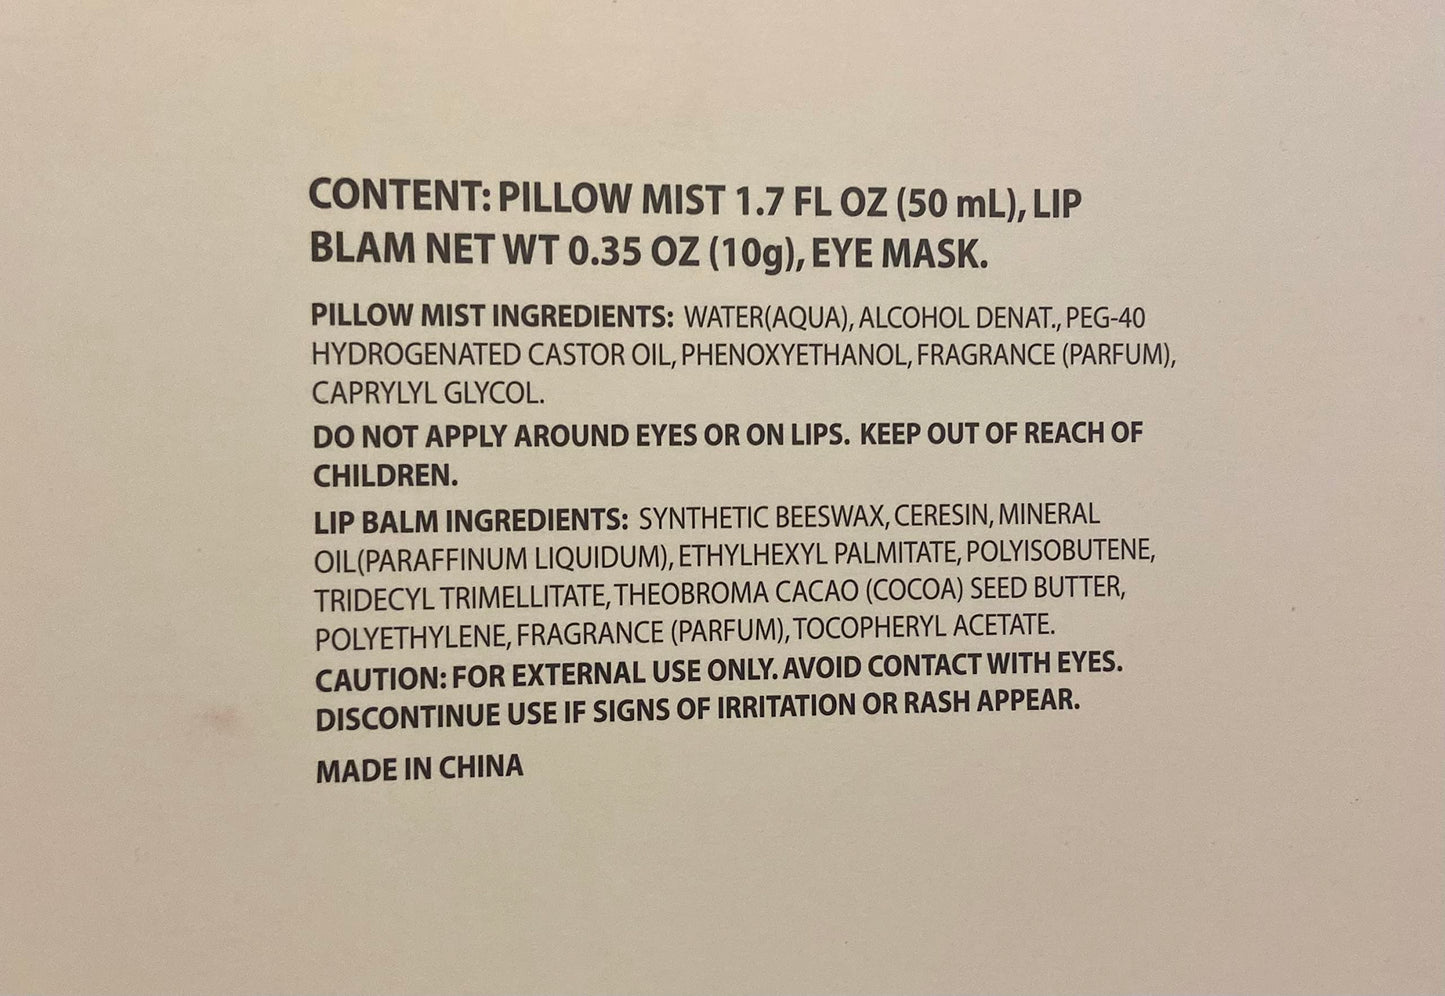 CONTENT: PILLOW MIST 1.7 FL OZ (50 mL), LIP
BLAM NET WT 0.35 OZ (10g), EYE MASK.
PILLOW MIST INGREDIENTS: WATER(AQUA), ALCOHOL DENAT., PEG-40
HYDROGENATED CASTOR OIL, PHENOXYETHANOL, FRAGRANCE (PARFUM),
CAPRYLYL GLYCOL.
DO NOT APPLY AROUND EYES OR ON LIPS. KEEP OUT OF REACH OF
CHILDREN.
LIP BALM INGREDIENTS: SYNTHETIC BEESWAX, CERESIN, MINERAL
OIL(PARAFFINUM LIQUIDUM), ETHYLHEXYL PALMITATE, POLYISOBUTENE,
TRIDECYL TRIMELLITATE, THEOBROMA CACAO (COCOA) SEED BUTTER,
POLYETHYLENE, FRAGRANCE (PARFUM), TOCOPHERYL ACETATE.
CAUTION: FOR EXTERNAL USE ONLY. AVOID CONTACT WITH EYES.
DISCONTINUE USE IF SIGNS OF IRRITATION OR RASH APPEAR.
MADE IN CHINA